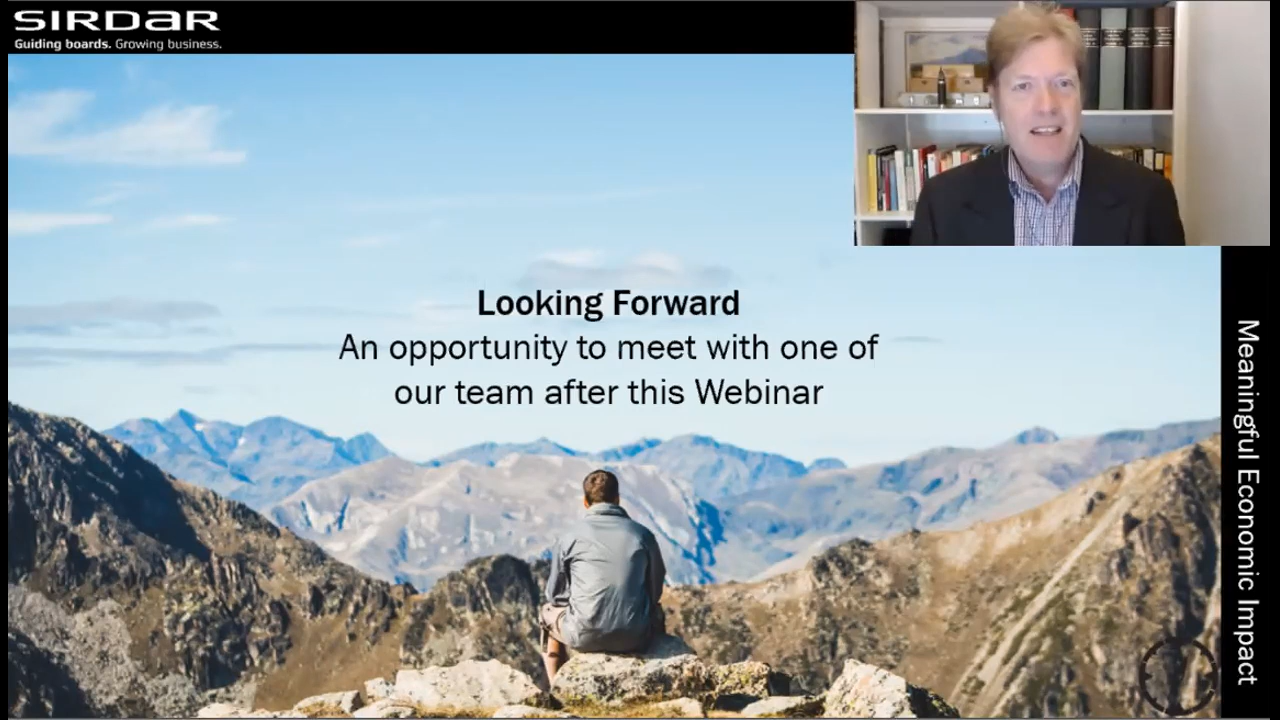 SIRDAR
Guiding boards. Growing business.
Looking Forward
An opportunity to meet with one of
our team after this Webinar
Meaningful Economic Impact